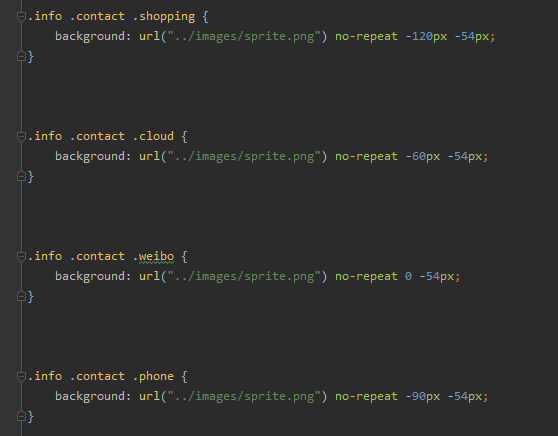 .info .contact .shopping {
background: url("../images/sprite.png") no-repeat -120px -54px;
}
.info .contact .cloud {
background: url("../images/sprite.png") no-repeat -60px -54px;
}
.info .contact .weibo {
background: url("../images/sprite.png") no-repeat 0 -54px;
}
.info .contact .phone {
background: url("../images/sprite.png") no-repeat -90px -54px;
}